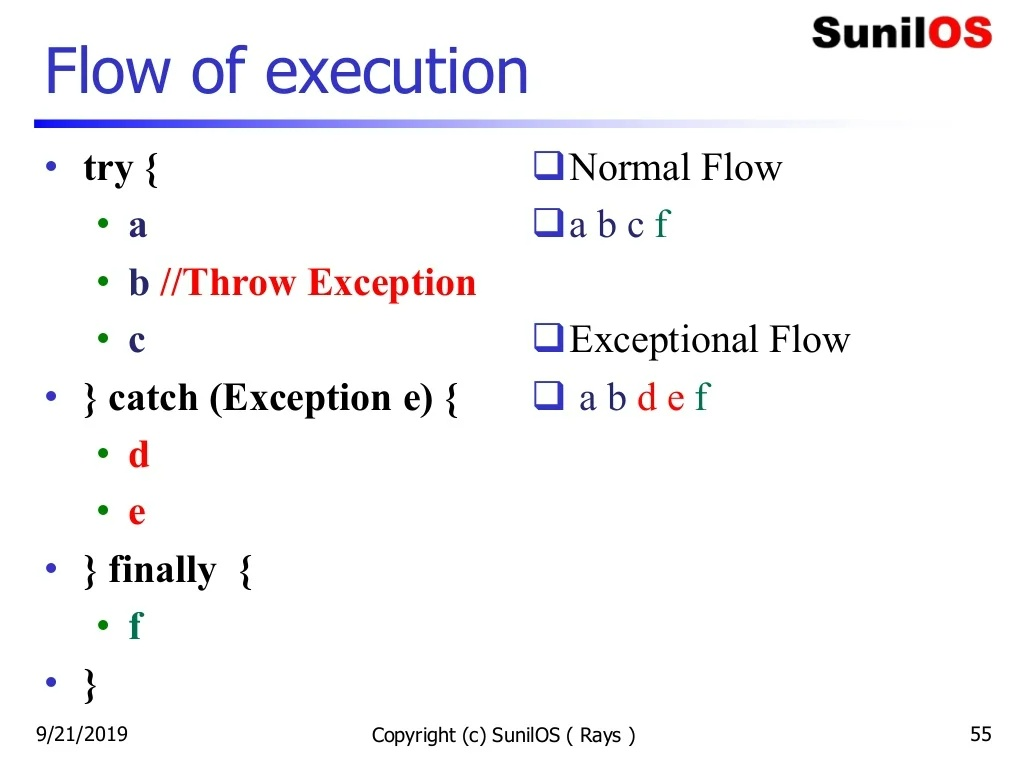 SunilOS
Flow of execution
• try {
• a
• b //Throw Exception
• c
• } catch (Exception e) {
• d
• e
• } finally {
• f
• }
❑Normal Flow
❑a b c f
❑Exceptional Flow
❑ a b d e f
9/21/2019
Copyright (c) SunilOS ( Rays )
55